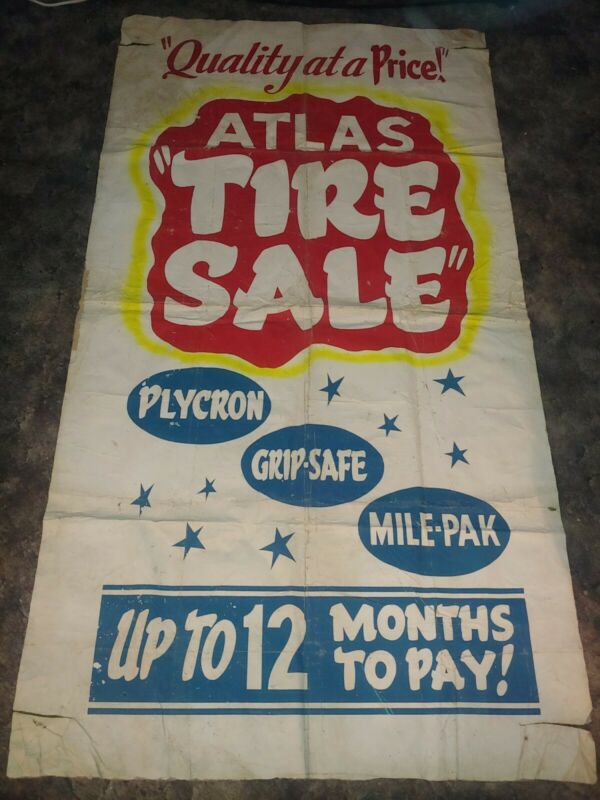 "Quality at a Price!"
ATLAS
"TIRE
SALE"
PLYCRON
GRIP-SAFE
MILE-PAK
UP TO 12 MONTHS
TO PAY!